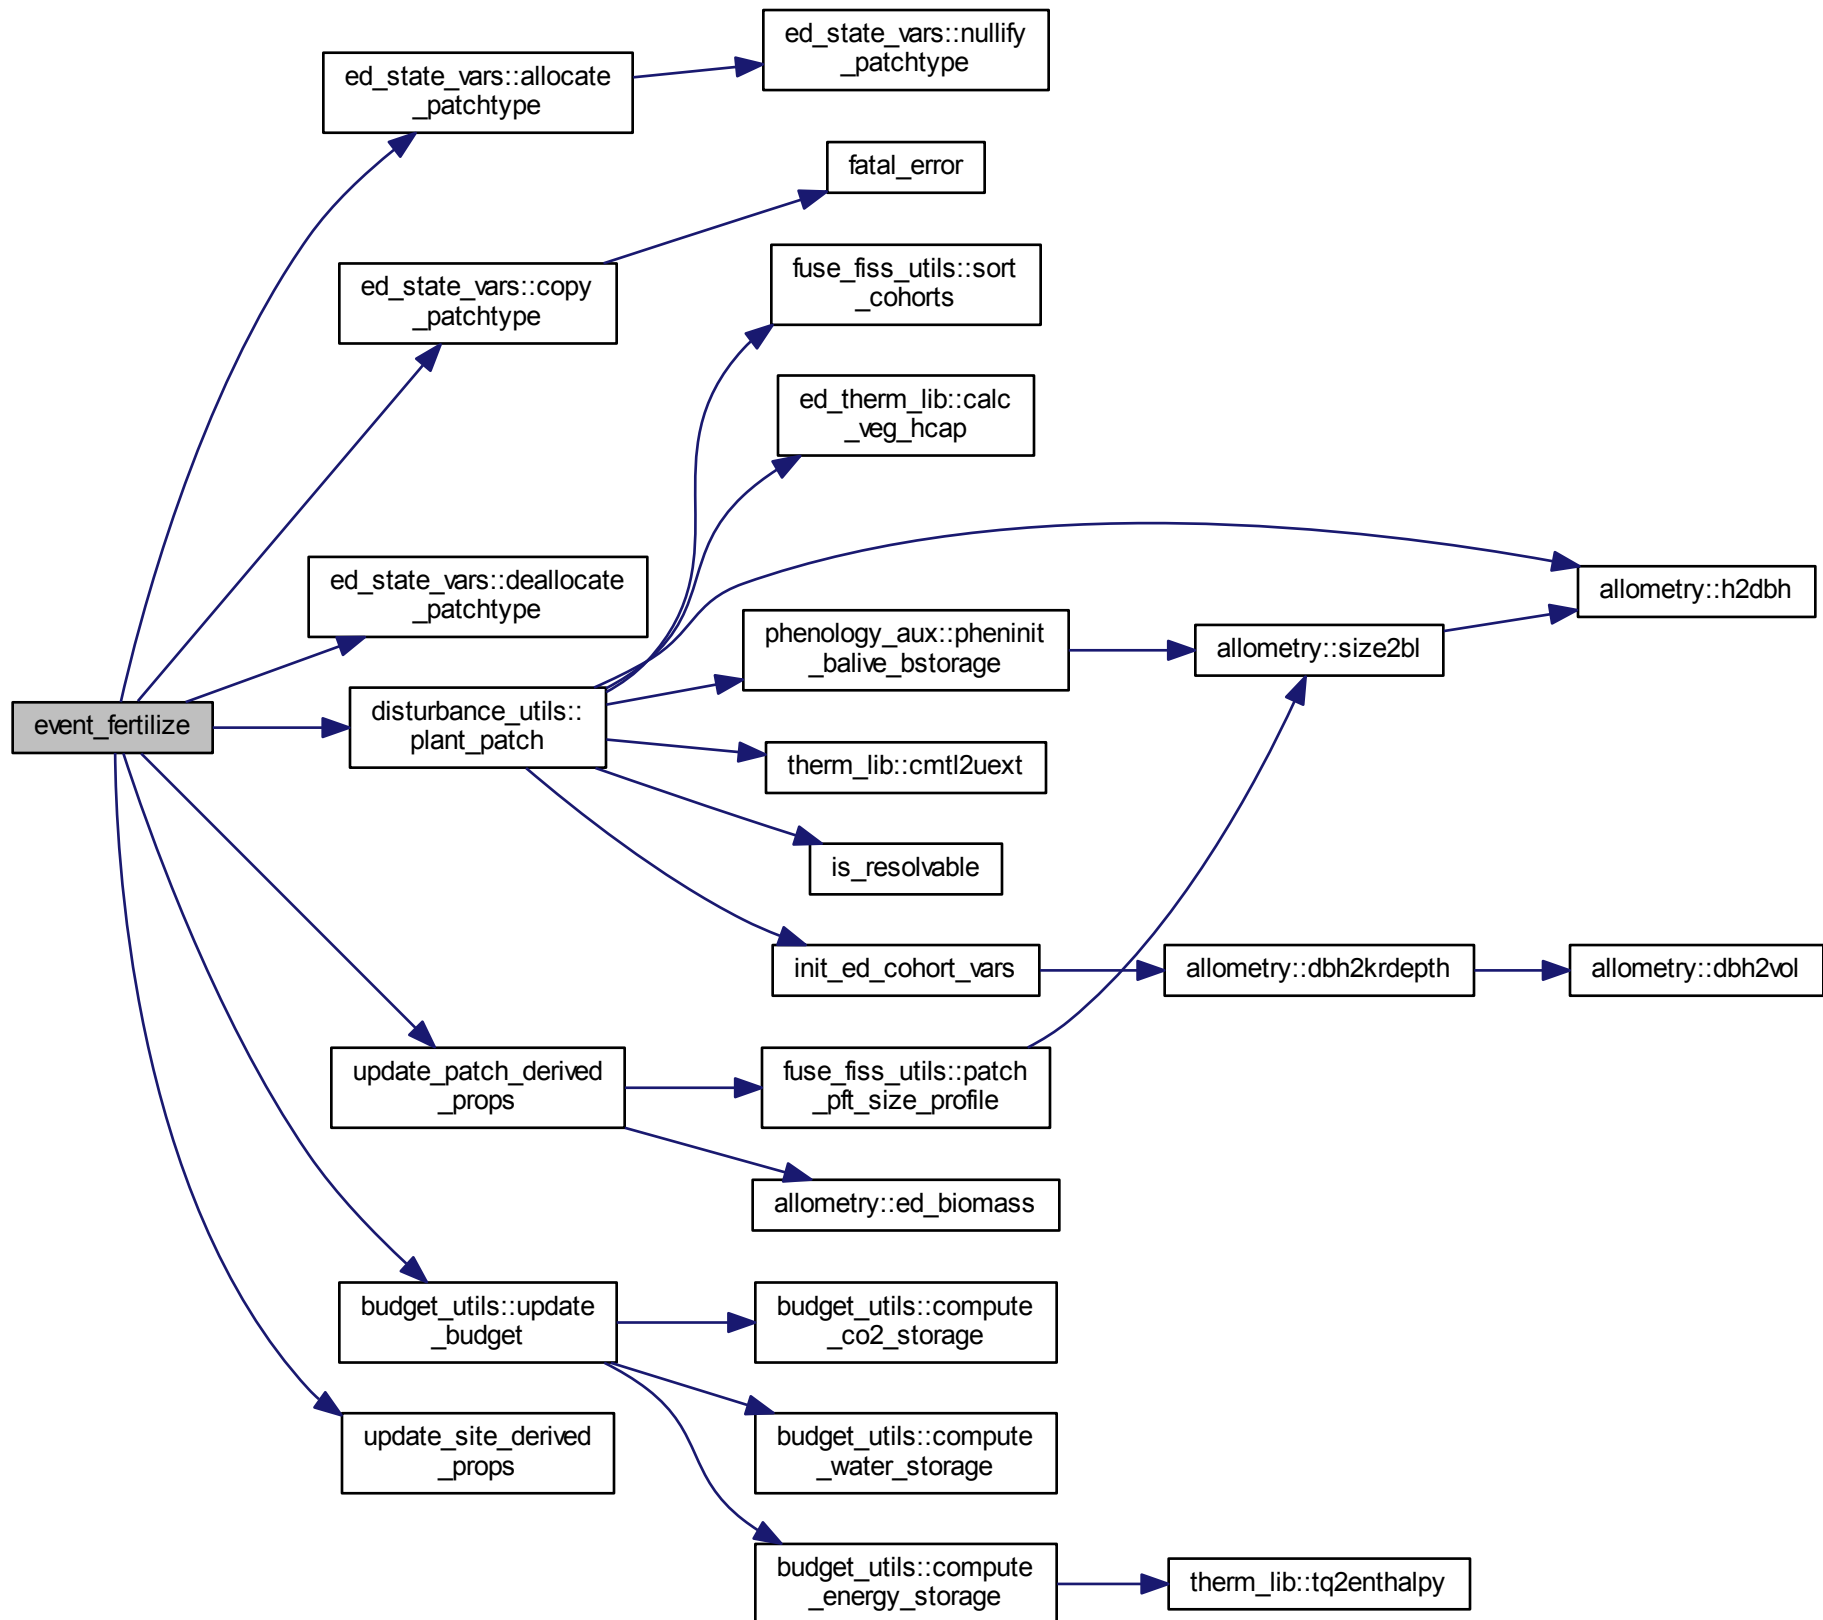 ed_state_vars::nullify
_patchtype
ed_state_vars::allocate
_patchtype
fatal_error
fuse_fiss_utils::sort
_cohorts
ed_state_vars::copy
_patchtype
ed_therm_lib::calc
_veg_hcap
ed_state_vars::deallocate
_patchtype
allometry::h2dbh
phenology_aux::pheninit
_balive_bstorage
allometry::size2bl
event_fertilize
disturbance_utils::
plant_patch
therm_lib::cmtl2uext
is_resolvable
init_ed_cohort_vars
allometry::dbh2krdepth
allometry::dbh2vol
update_patch_derived
_props
fuse_fiss_utils::patch
_pft_size_profile
allometry::ed_biomass
budget_utils::update
_budget
budget_utils::compute
_co2_storage
update_site_derived
_props
budget_utils::compute
_water_storage
budget_utils::compute
_energy_storage
therm_lib::tq2enthalpy